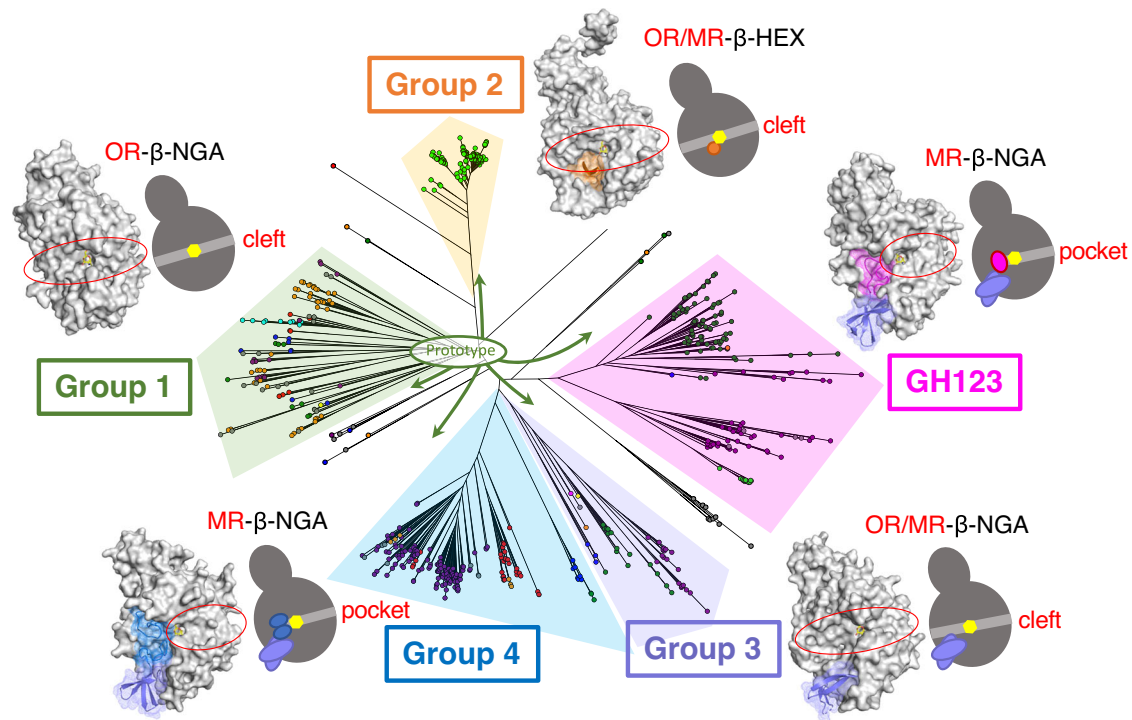 OR/MR-β-HEX
Group 2
cleft
OR-β-NGA
MR-β-NGA
cleft
pocket
Prototype
Group 1
GH123
MR-β-NGA
OR/MR-β-NGA
pocket
cleft
Group 4
Group 3